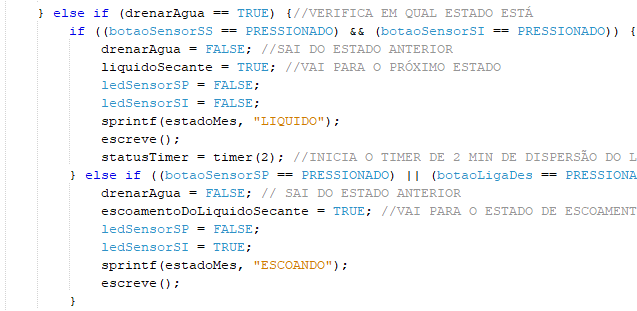 } else if (drenarAgua == TRUE) {//VERIFICA EM QUAL ESTADO ESTÁ
if ((botaoSensorSS == PRESSIONADO) && (botaoSensorSI == PRESSIONADO)) {
drenarAgua = FALSE; //SAI DO ESTADO ANTERIOR
liquidoSecante = TRUE; //VAI PARA O PRÓXIMO ESTADO
ledSensorSP = FALSE;
ledSensorSI = FALSE;
sprintf(estadoMes, "LIQUIDO");
escreve();
statusTimer = timer(2); //INICIA O TIMER DE 2 MIN DE DISPERSÃO DO L
} else if ((botaoSensorSP == PRESSIONADO) || (botaoLigaDes == PRESSIONA
drenarAgua = FALSE; // SAI DO ESTADO ANTERIOR
escoamentoDoLiquidoSecante = TRUE; //VAI PARA O ESTADO DE ESCOAMENT
ledSensorSP = FALSE;
ledSensorSI = TRUE;
sprintf(estadoMes, "ESCOANDO");
escreve();
}